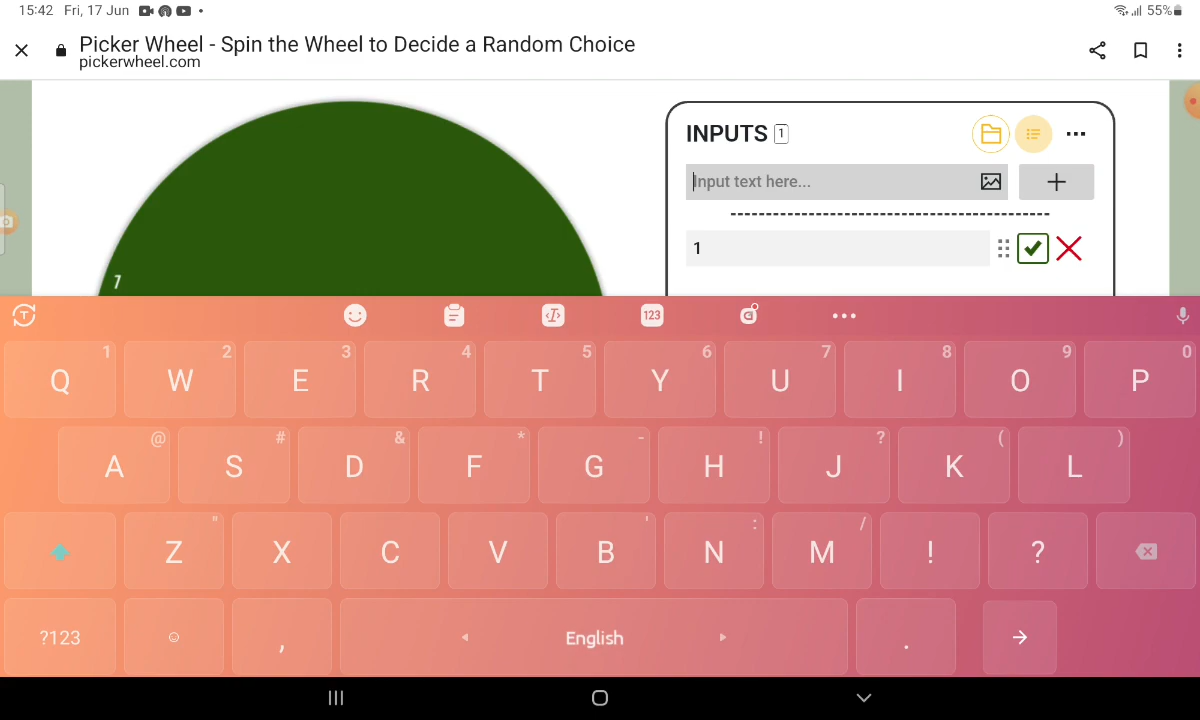 15:42 Fri, 17 Jun
55%
Picker Wheel - Spin the Wheel to Decide a Random Choice
pickerwheel.com
INPUTS 1
Input text here...
1
1
123
1 2 3 4 5 6 7 8 9 0
Q W E R T Y U I O P
@ # & * - ! ? ( )
A S D F G H J K L
" ' : /
Z X C V B N M ! ?
?123 , English .